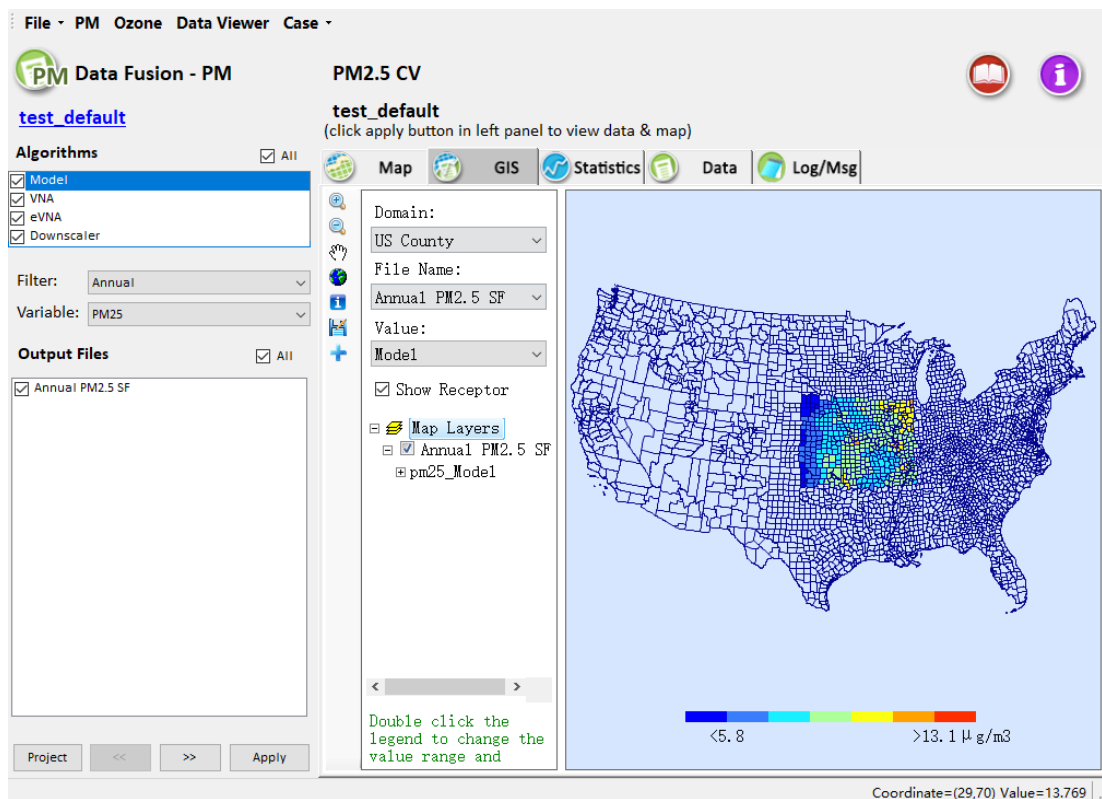 File PM Ozone Data Viewer Case
PM Data Fusion - PM
PM2.5 CV
test_default
test_default
(click apply button in left panel to view data & map)
Algorithms
All
Map
GIS
Statistics
Data
Log/Msg
Model
VNA
eVNA
Downscaler
Filter:
Annual
Variable:
PM25
Output Files
All
Annual PM2.5 SF
Domain:
US County
File Name:
Annual PM2.5 SF
Value:
Model
Show Receptor
Map Layers
Annual PM2.5 SF
pm25_Model
Double click the
legend to change the
value range and
<5.8
>13.1 μ g/m3
Project
<<
>>
Apply
Coordinate=(29,70) Value=13.769